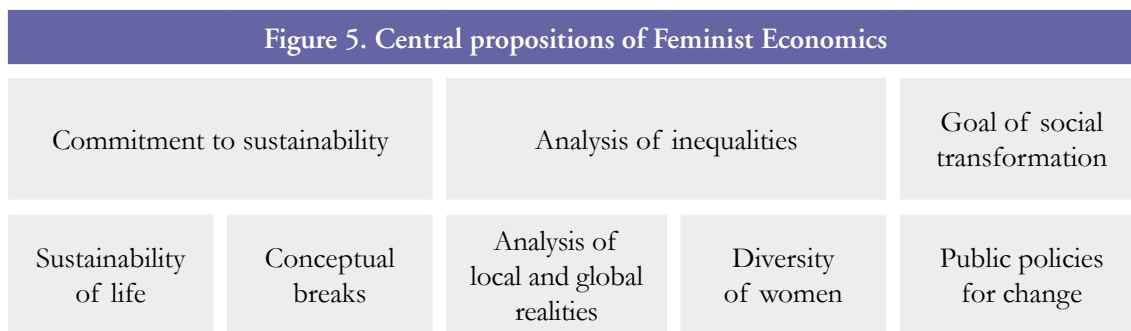 Figure 5. Central propositions of Feminist Economics
Commitment to sustainability
Analysis of inequalities
Goal of social
transformation
Sustainability
of life
Conceptual
breaks
Analysis of
local and global
realities
Diversity
of women
Public policies
for change